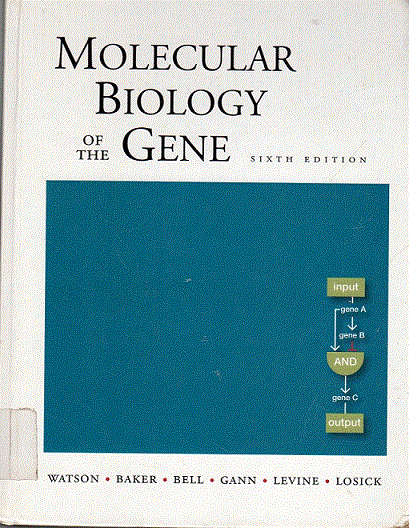 MOLECULAR
BIOLOGY
OF THE GENE SIXTH EDITION
input
gene A
gene B
AND
gene C
output
WATSON • BAKER • BELL • GANN • LEVINE • LOSICK